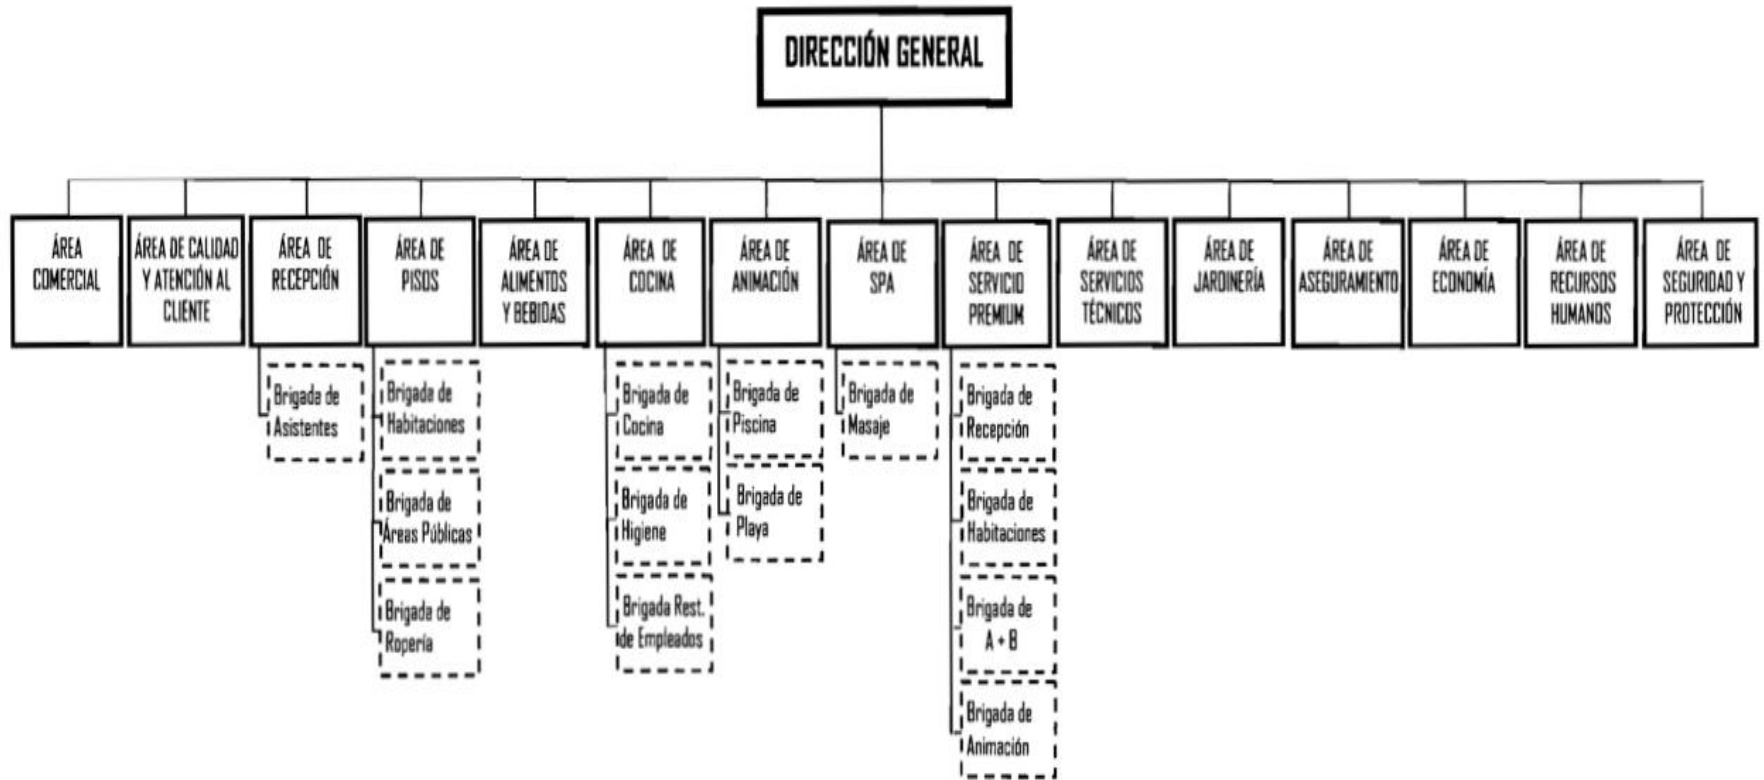 DIRECCIÓN GENERAL
ÁREA
COMERCIAL
ÁREA DE CALIDAD
Y ATENCIÓN AL
CLIENTE
ÁREA DE
RECEPCIÓN
ÁREA DE
PISOS
ÁREA DE
ALIMENTOS
Y BEBIDAS
ÁREA DE
COCINA
ÁREA DE
ANIMACIÓN
ÁREA DE
SPA
ÁREA DE
SERVICIO
PREMIUM
ÁREA DE
SERVICIOS
TÉCNICOS
ÁREA DE
JARDINERÍA
ÁREA DE
ASEGURAMIENTO
ÁREA DE
ECONOMÍA
ÁREA DE
RECURSOS
HUMANOS
ÁREA DE
SEGURIDAD Y
PROTECCIÓN
Brigada de
Asistentes
Brigada de
Habitaciones
Brigada de
Áreas Públicas
Brigada de
Ropería
Brigada de
Cocina
Brigada de
Higiene
Brigada Rest.
de Empleados
Brigada de
Piscina
Brigada de
Playa
Brigada de
Masaje
Brigada de
Recepción
Brigada de
Habitaciones
Brigada de
A + B
Brigada de
Animación